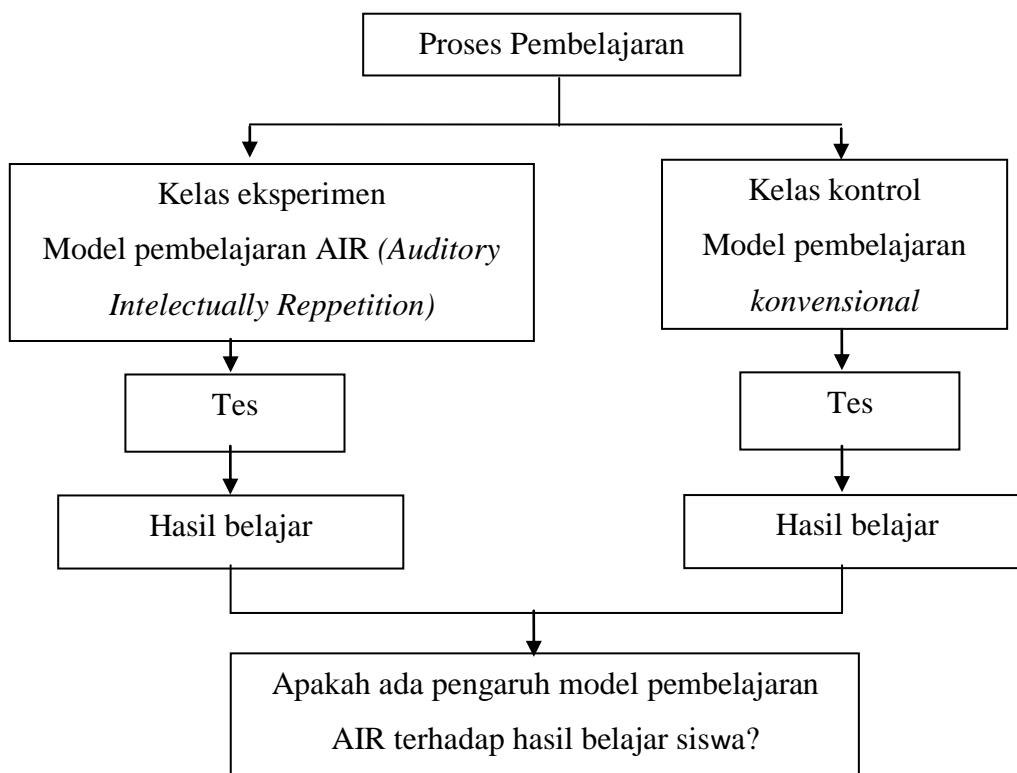 Proses Pembelajaran
Kelas eksperimen
Model pembelajaran AIR (Auditory
Intelectually Reppetition)
Kelas kontrol
Model pembelajaran
konvensional
Tes
Tes
Hasil belajar
Hasil belajar
Apakah ada pengaruh model pembelajaran
AIR terhadap hasil belajar siswa?